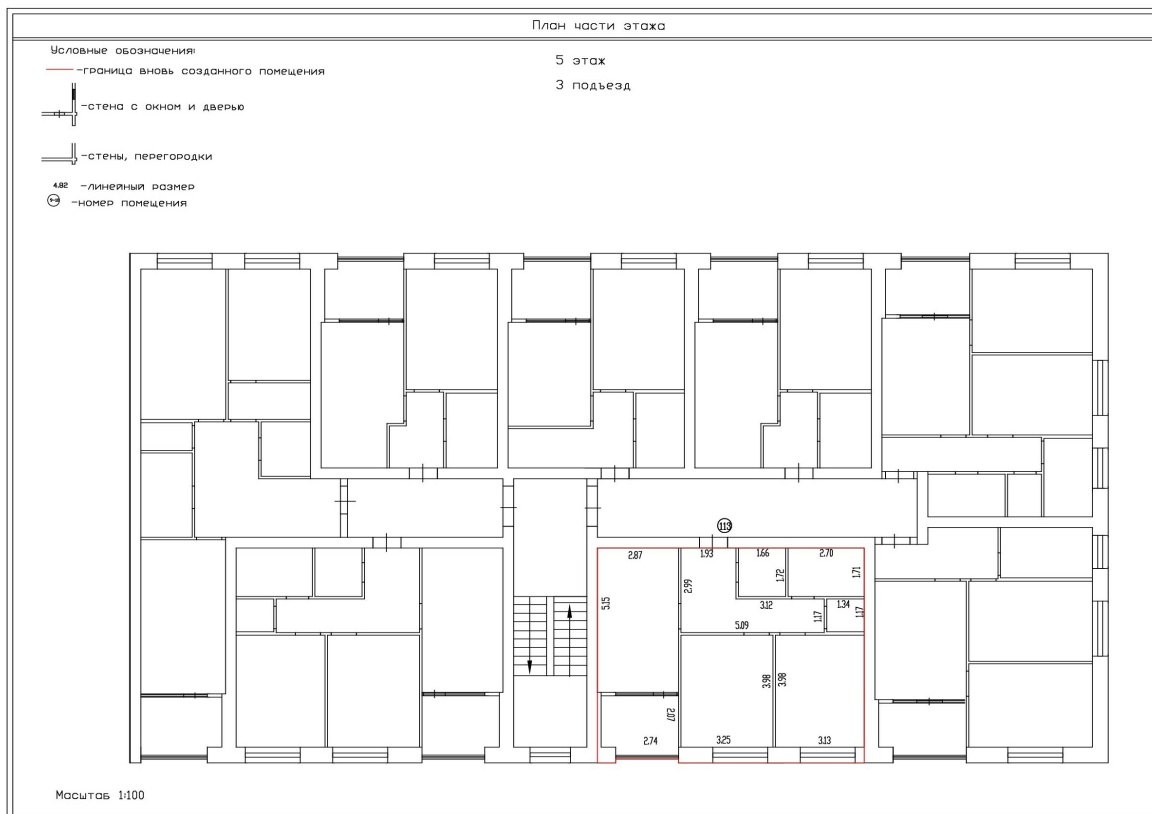 План части этажа
Условные обозначения:
-граница вновь созданного помещения
-стена с окном и дверью
-стены, перегородки
4.82 -линейный размер
-номер помещения
5 этаж
3 подъезд
113
2.87
1.93
1.66
2.70
1.72
1.71
2.99
5.15
3.12
1.34
1.17
1.17
5.09
3.98
3.98
2.07
2.74
3.25
3.13
Масштаб 1:100